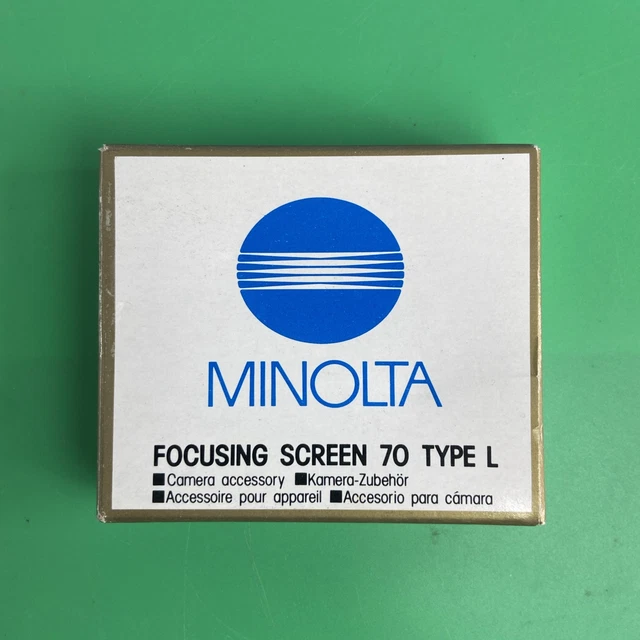 MINOLTA
FOCUSING SCREEN 70 TYPE L
■Camera accessory ■Kamera-Zubehör
■Accessoire pour appareil ■Accesorio para cámara